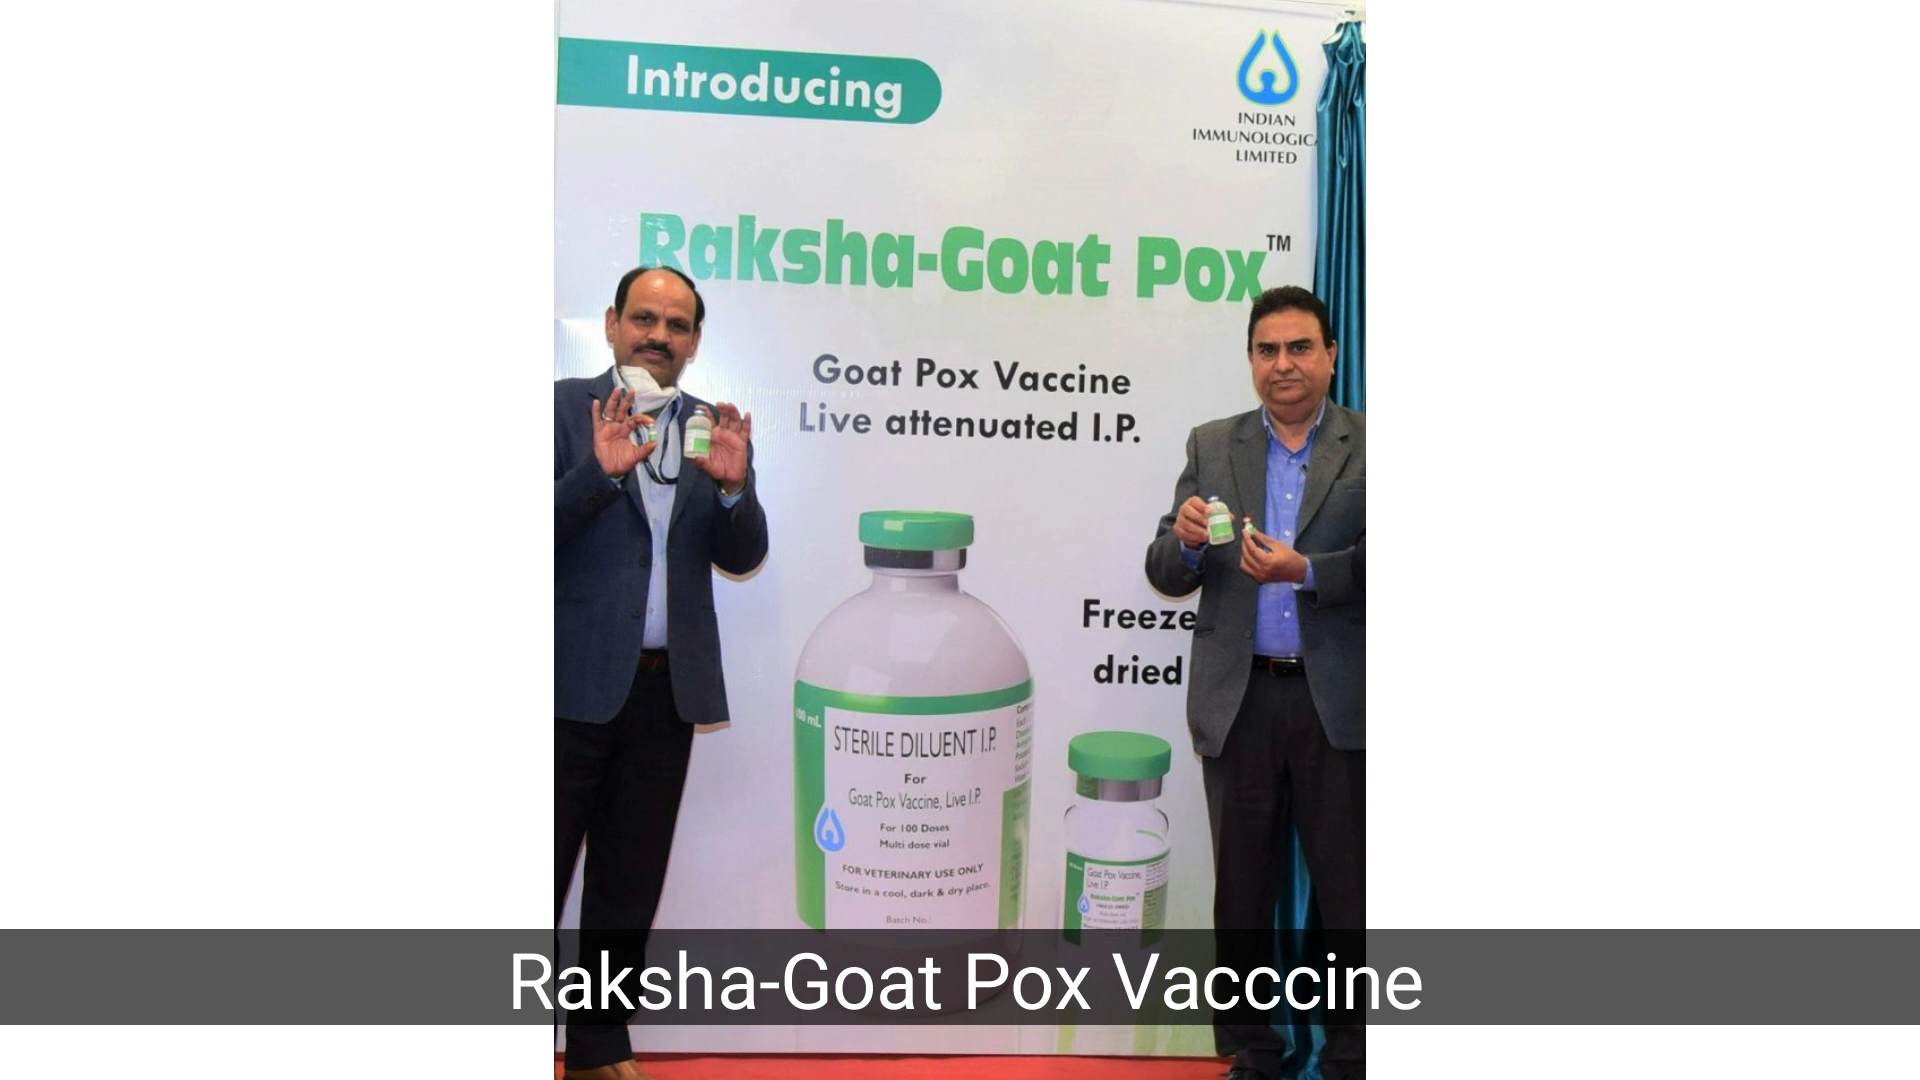 Introducing
INDIAN
IMMUNOLOGICA
LIMITED
Raksha-Goat Pox™
Goat Pox Vaccine
Live attenuated I.P.
Freeze
dried
100 mL
STERILE DILUENT I.P.
For
Goat Pox Vaccine, Live I.P.
For 100 Doses
Multi dose vial
FOR VETERINARY USE ONLY
Store in a cool, dark & dry place.
Batch No.:
Goat Pox Vaccine,
Live I.P.
Raksha-Goat Pox™
Raksha-Goat Pox Vacccine